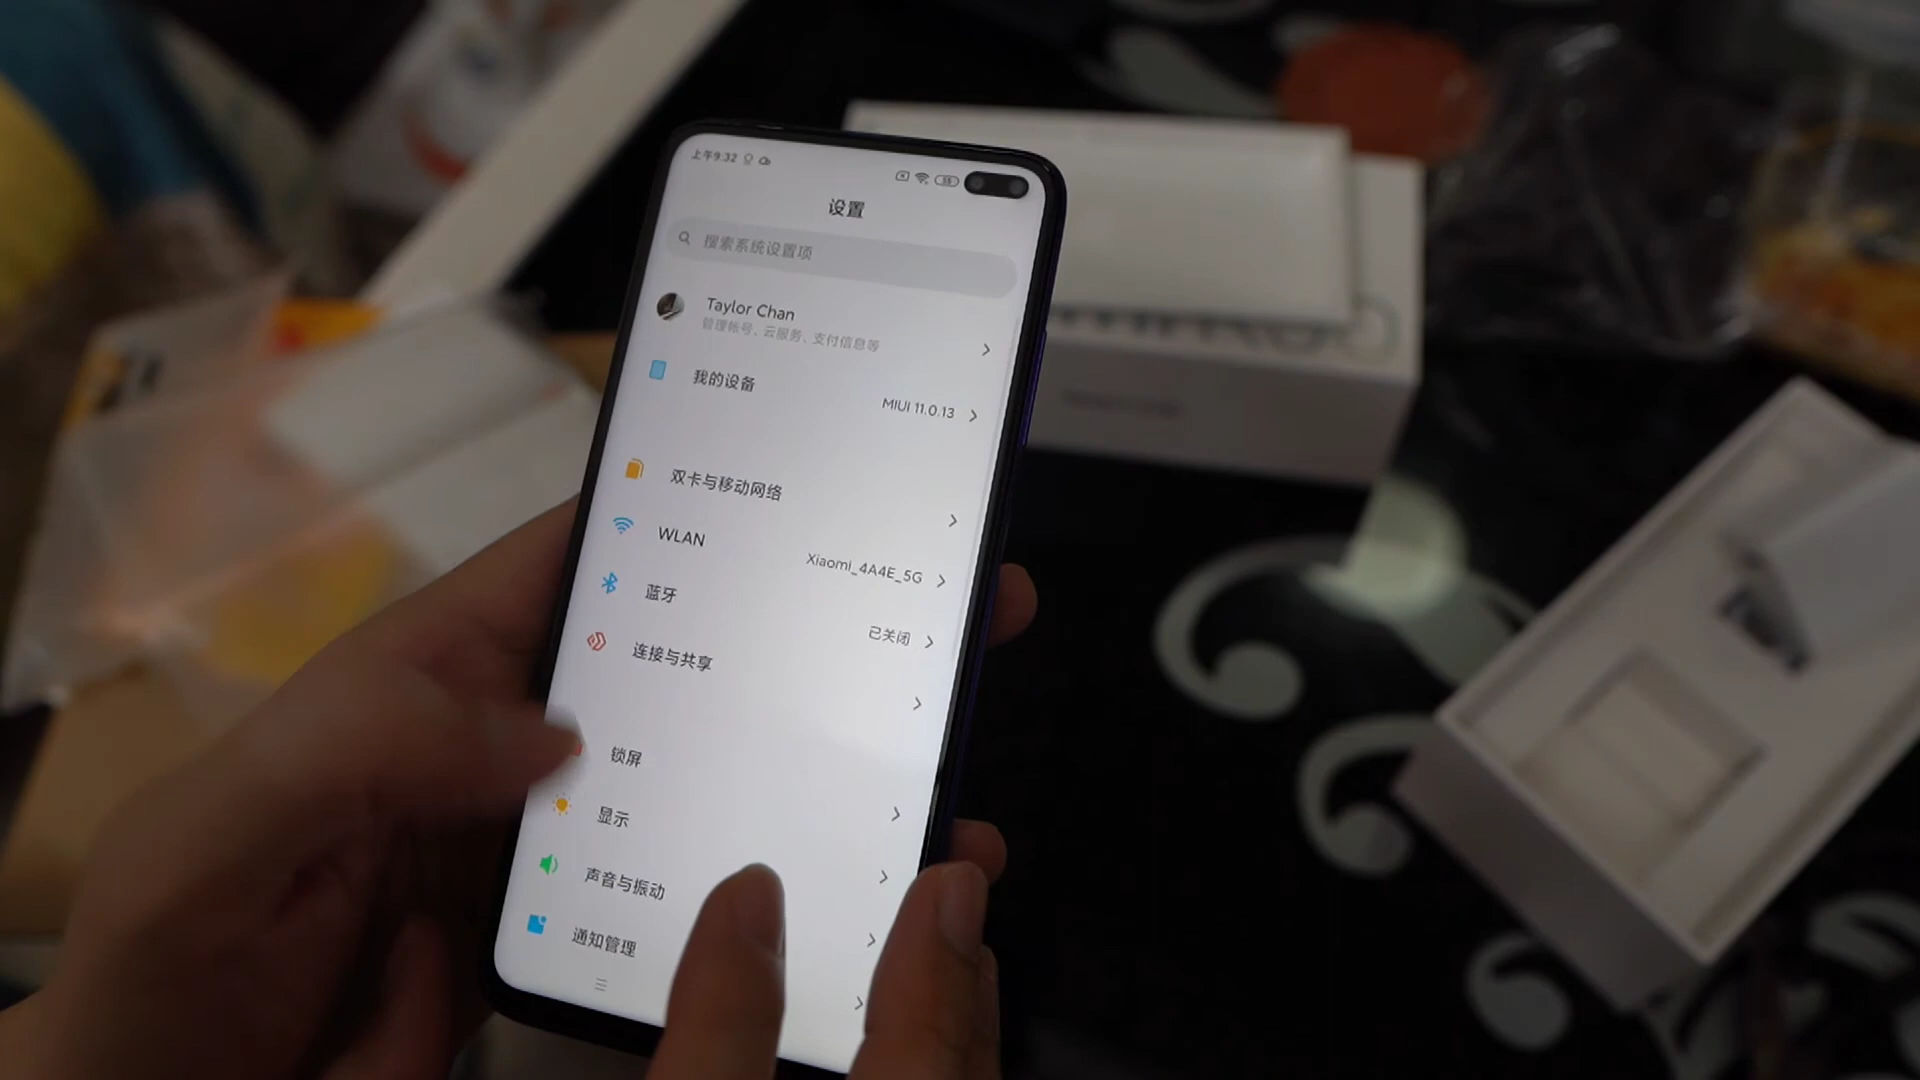 上午9:32
设置
搜索系统设置项
Taylor Chan
管理帐号、云服务、支付信息等
我的设备
MIUI 11.0.13
双卡与移动网络
WLAN
Xiaomi_4A4E_5G
蓝牙
已关闭
连接与共享
锁屏
显示
声音与振动
通知管理